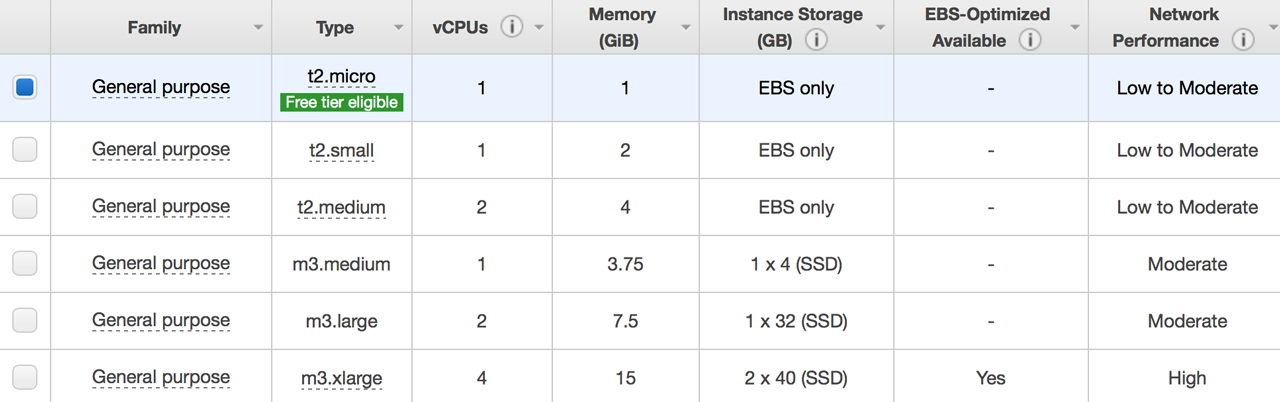 Family Type vCPUs Memory (GiB) Instance Storage (GB) EBS-Optimized Available Network Performance
General purpose t2.micro Free tier eligible 1 1 EBS only - Low to Moderate
General purpose t2.small 1 2 EBS only - Low to Moderate
General purpose t2.medium 2 4 EBS only - Low to Moderate
General purpose m3.medium 1 3.75 1 x 4 (SSD) - Moderate
General purpose m3.large 2 7.5 1 x 32 (SSD) - Moderate
General purpose m3.xlarge 4 15 2 x 40 (SSD) Yes High